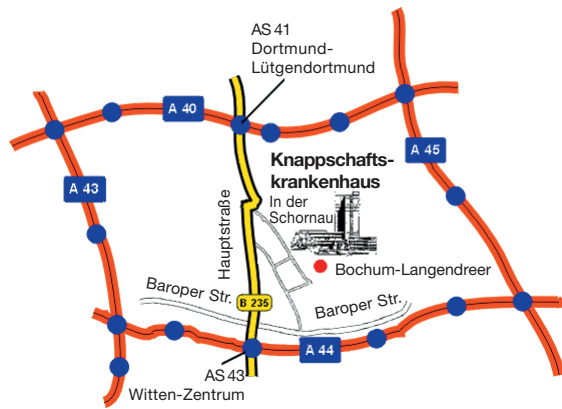 AS 41
Dortmund-
Lütgendortmund
A 40
A 45
A 43
Knappschafts-
krankenhaus
In der
Schornau
Hauptstraße
Bochum-Langendreer
Baroper Str.
B 235
Baroper Str.
A 44
AS 43
Witten-Zentrum